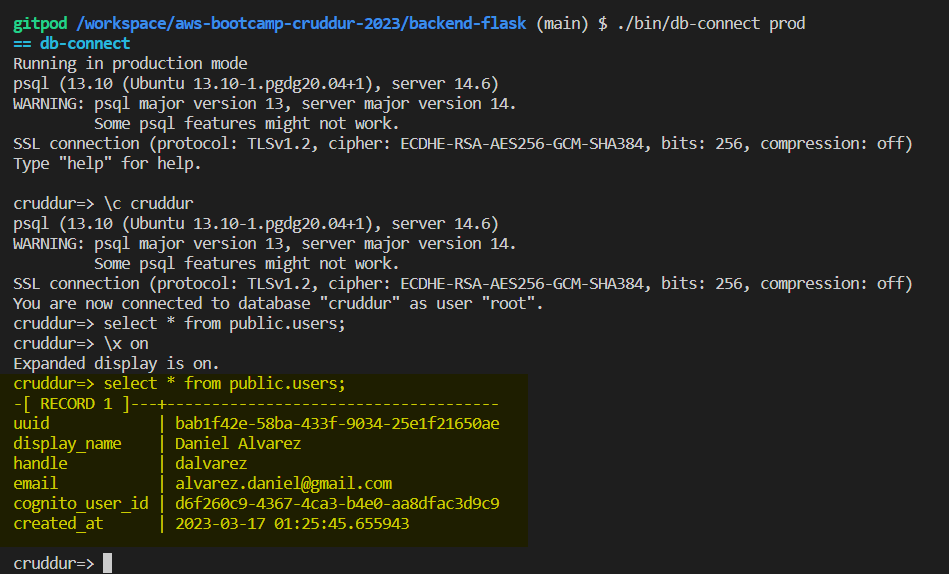 gitpod /workspace/aws-bootcamp-cruddur-2023/backend-flask (main) $ ./bin/db-connect prod
== db-connect
Running in production mode
psql (13.10 (Ubuntu 13.10-1.pgdg20.04+1), server 14.6)
WARNING: psql major version 13, server major version 14.
         Some psql features might not work.
SSL connection (protocol: TLSv1.2, cipher: ECDHE-RSA-AES256-GCM-SHA384, bits: 256, compression: off)
Type "help" for help.

cruddur=> \c cruddur
psql (13.10 (Ubuntu 13.10-1.pgdg20.04+1), server 14.6)
WARNING: psql major version 13, server major version 14.
         Some psql features might not work.
SSL connection (protocol: TLSv1.2, cipher: ECDHE-RSA-AES256-GCM-SHA384, bits: 256, compression: off)
You are now connected to database "cruddur" as user "root".
cruddur=> select * from public.users;
cruddur=> \x on
Expanded display is on.
cruddur=> select * from public.users;
-[ RECORD 1 ]---+-------------------------------------
uuid            | bab1f42e-58ba-433f-9034-25e1f21650ae
display_name    | Daniel Alvarez
handle          | dalvarez
email           | alvarez.daniel@gmail.com
cognito_user_id | d6f260c9-4367-4ca3-b4e0-aa8dfac3d9c9
created_at      | 2023-03-17 01:25:45.655943

cruddur=>